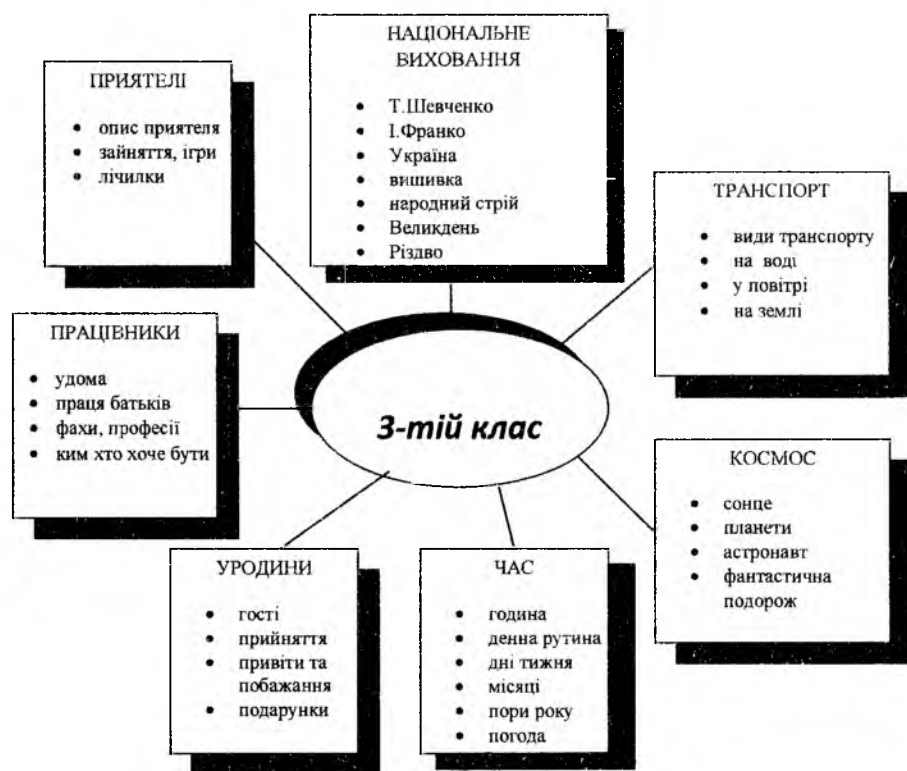 НАЦІОНАЛЬНЕ
ВИХОВАННЯ
• Т.Шевченко
• І.Франко
• Україна
• вишивка
• народний стрій
• Великдень
• Різдво
ПРИЯТЕЛІ
• опис приятеля
• зайняття, ігри
• лічилки
ТРАНСПОРТ
• види транспорту
• на воді
• у повітрі
• на землі
ПРАЦІВНИКИ
• удома
• праця батьків
• фахи, професії
• ким хто хоче бути
3-тій клас
КОСМОС
• сонце
• планети
• астронавт
• фантастична
подорож
УРОДИНИ
• гості
• прийняття
• привіти та
побажання
• подарунки
ЧАС
• година
• денна рутина
• дні тижня
• місяці
• пори року
• погода